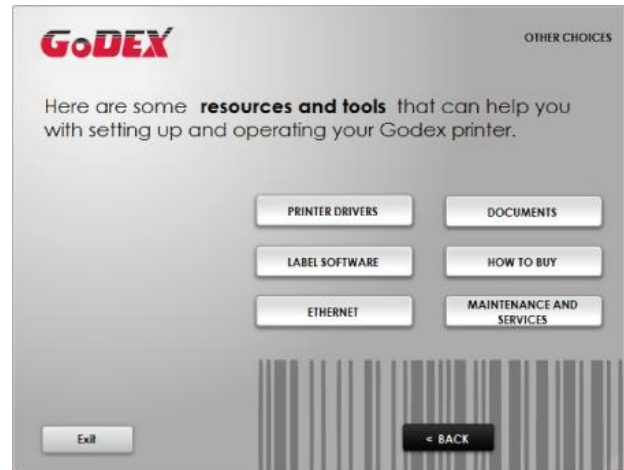 GoDEX
OTHER CHOICES
Here are some resources and tools that can help you
with setting up and operating your Godex printer.
PRINTER DRIVERS
DOCUMENTS
LABEL SOFTWARE
HOW TO BUY
ETHERNET
MAINTENANCE AND
SERVICES
Exit
< BACK